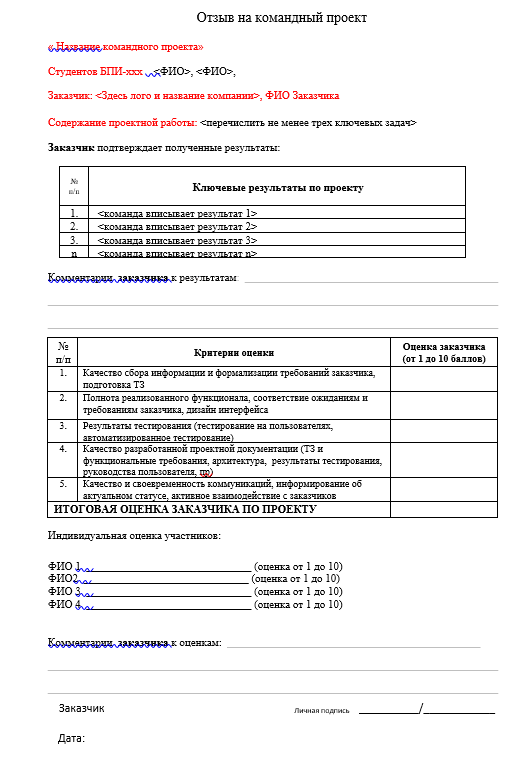 Отзыв на командный проект
« Название командного проекта»
Студентов БПИ-ххх , <ФИО>, <ФИО>,
Заказчик: <Здесь лого и название компании>, ФИО Заказчика
Содержание проектной работы: <перечислить не менее трех ключевых задач>
Заказчик подтверждает полученные результаты:
№ п/п Ключевые результаты по проекту
1. <команда вписывает результат 1>
2. <команда вписывает результат 2>
3. <команда вписывает результат 3>
n <команда вписывает результат n>
Комментарии заказчика к результатам:
№ Критерии оценки Оценка заказчика
п/п (от 1 до 10 баллов)
1. Качество сбора информации и формализации требований заказчика,
подготовка ТЗ
2. Полнота реализованного функционала, соответствие ожиданиям и
требованиям заказчика, дизайн интерфейса
3. Результаты тестирования (тестирование на пользователях,
автоматизированное тестирование)
4. Качество разработанной проектной документации (ТЗ и
функциональные требования, архитектура, результаты тестирования,
руководства пользователя, пр)
5. Качество и своевременность коммуникаций, информирование об
актуальном статусе, активное взаимодействие с заказчиков
ИТОГОВАЯ ОЦЕНКА ЗАКАЗЧИКА ПО ПРОЕКТУ
Индивидуальная оценка участников:
ФИО 1 (оценка от 1 до 10)
ФИО2 (оценка от 1 до 10)
ФИО 3 (оценка от 1 до 10)
ФИО 4 (оценка от 1 до 10)
Комментарии заказчика к оценкам:
Заказчик Личная подпись /
Дата: